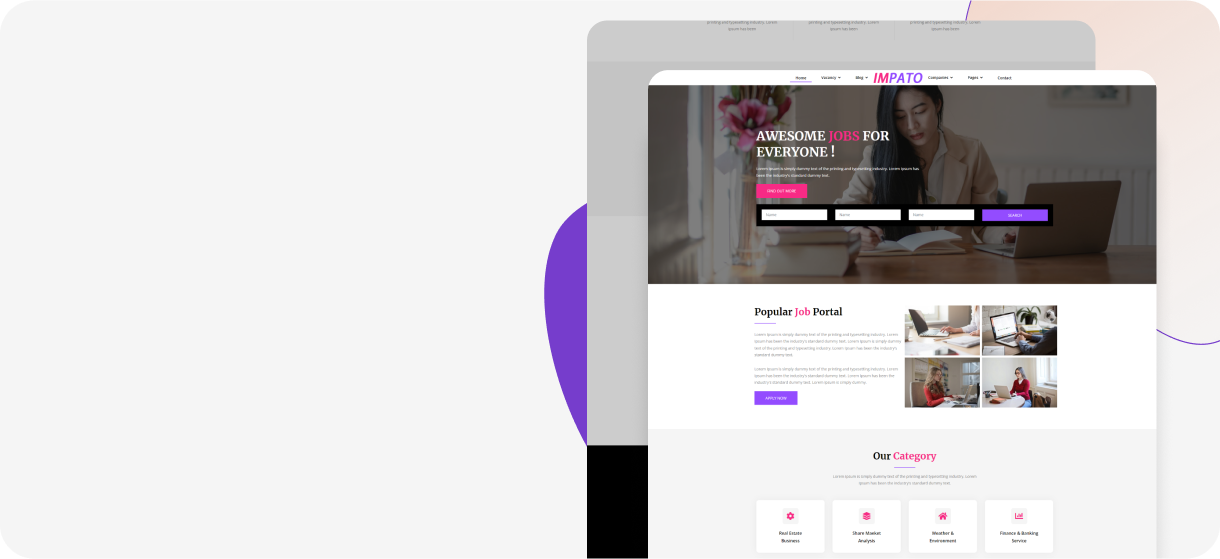 printing and typesetting industry. Lorem
Ipsum has been
printing and typesetting industry. Lorem
Ipsum has been
printing and typesetting industry. Lorem
Ipsum has been
Home
Vacancy
Blog
IMPATO
Companies
Pages
Contact
AWESOME JOBS FOR
EVERYONE !
Lorem Ipsum is simply dummy text of the printing and typesetting industry. Lorem Ipsum has
been the industry's standard dummy text.
FIND OUT MORE
Name
Name
SEARCH
Popular Job Portal
Lorem Ipsum is simply dummy text of the printing and typesetting industry. Lorem
Ipsum has been the industry's standard dummy text. Lorem Ipsum is simply dummy
text of the printing and typesetting industry. Lorem Ipsum has been the industry's
standard dummy text.
Lorem Ipsum is simply dummy text of the printing and typesetting industry. Lorem
Ipsum has been the industry's standard dummy text. Lorem Ipsum has been the
industry's standard dummy text. Lorem Ipsum is simply dummy
APPLY NOW
Our Category
Lorem Ipsum is simply dummy text of the printing and typesetting industry. Lorem
Ipsum has been the industry's standard dummy text.
Real Estate
Business
Share Market
Analysis
Weather &
Environment
Finance & Banking
Service